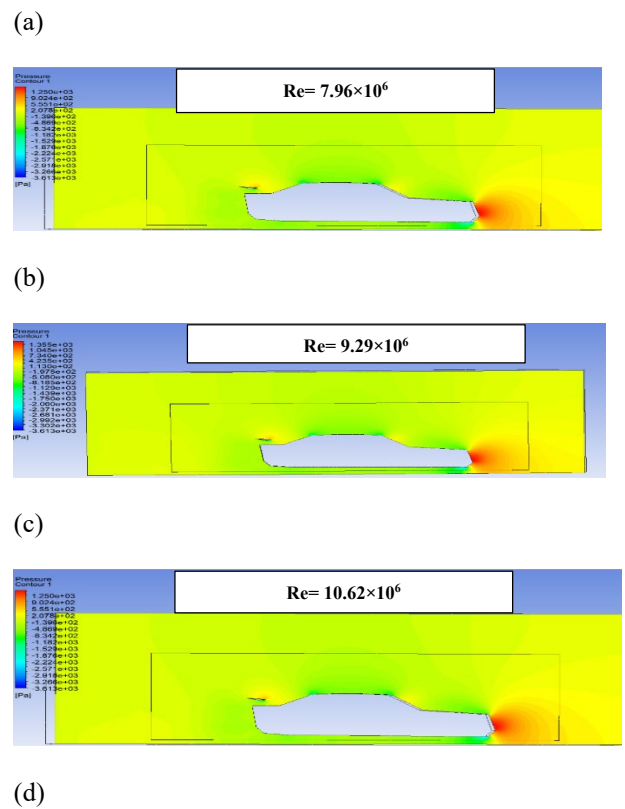 (a)
Re= 7.96×10⁶
Pressure
Contour 1
1.250e+03
9.024e+02
5.551e+02
2.078e+02
-1.396e+02
-4.869e+02
-8.342e+02
-1.182e+03
-1.529e+03
-1.876e+03
-2.224e+03
-2.571e+03
-2.918e+03
-3.266e+03
-3.613e+03
[Pa]
(b)
Re= 9.29×10⁶
Pressure
Contour 1
1.355e+03
1.045e+03
7.340e+02
4.235e+02
1.130e+02
-1.975e+02
-5.080e+02
-8.185e+02
-1.129e+03
-1.439e+03
-1.750e+03
-2.060e+03
-2.371e+03
-2.681e+03
-2.992e+03
-3.302e+03
-3.613e+03
[Pa]
(c)
Re= 10.62×10⁶
Pressure
Contour 1
1.250e+03
9.024e+02
5.551e+02
2.078e+02
-1.396e+02
-4.869e+02
-8.342e+02
-1.182e+03
-1.529e+03
-1.876e+03
-2.224e+03
-2.571e+03
-2.918e+03
-3.266e+03
-3.613e+03
[Pa]
(d)